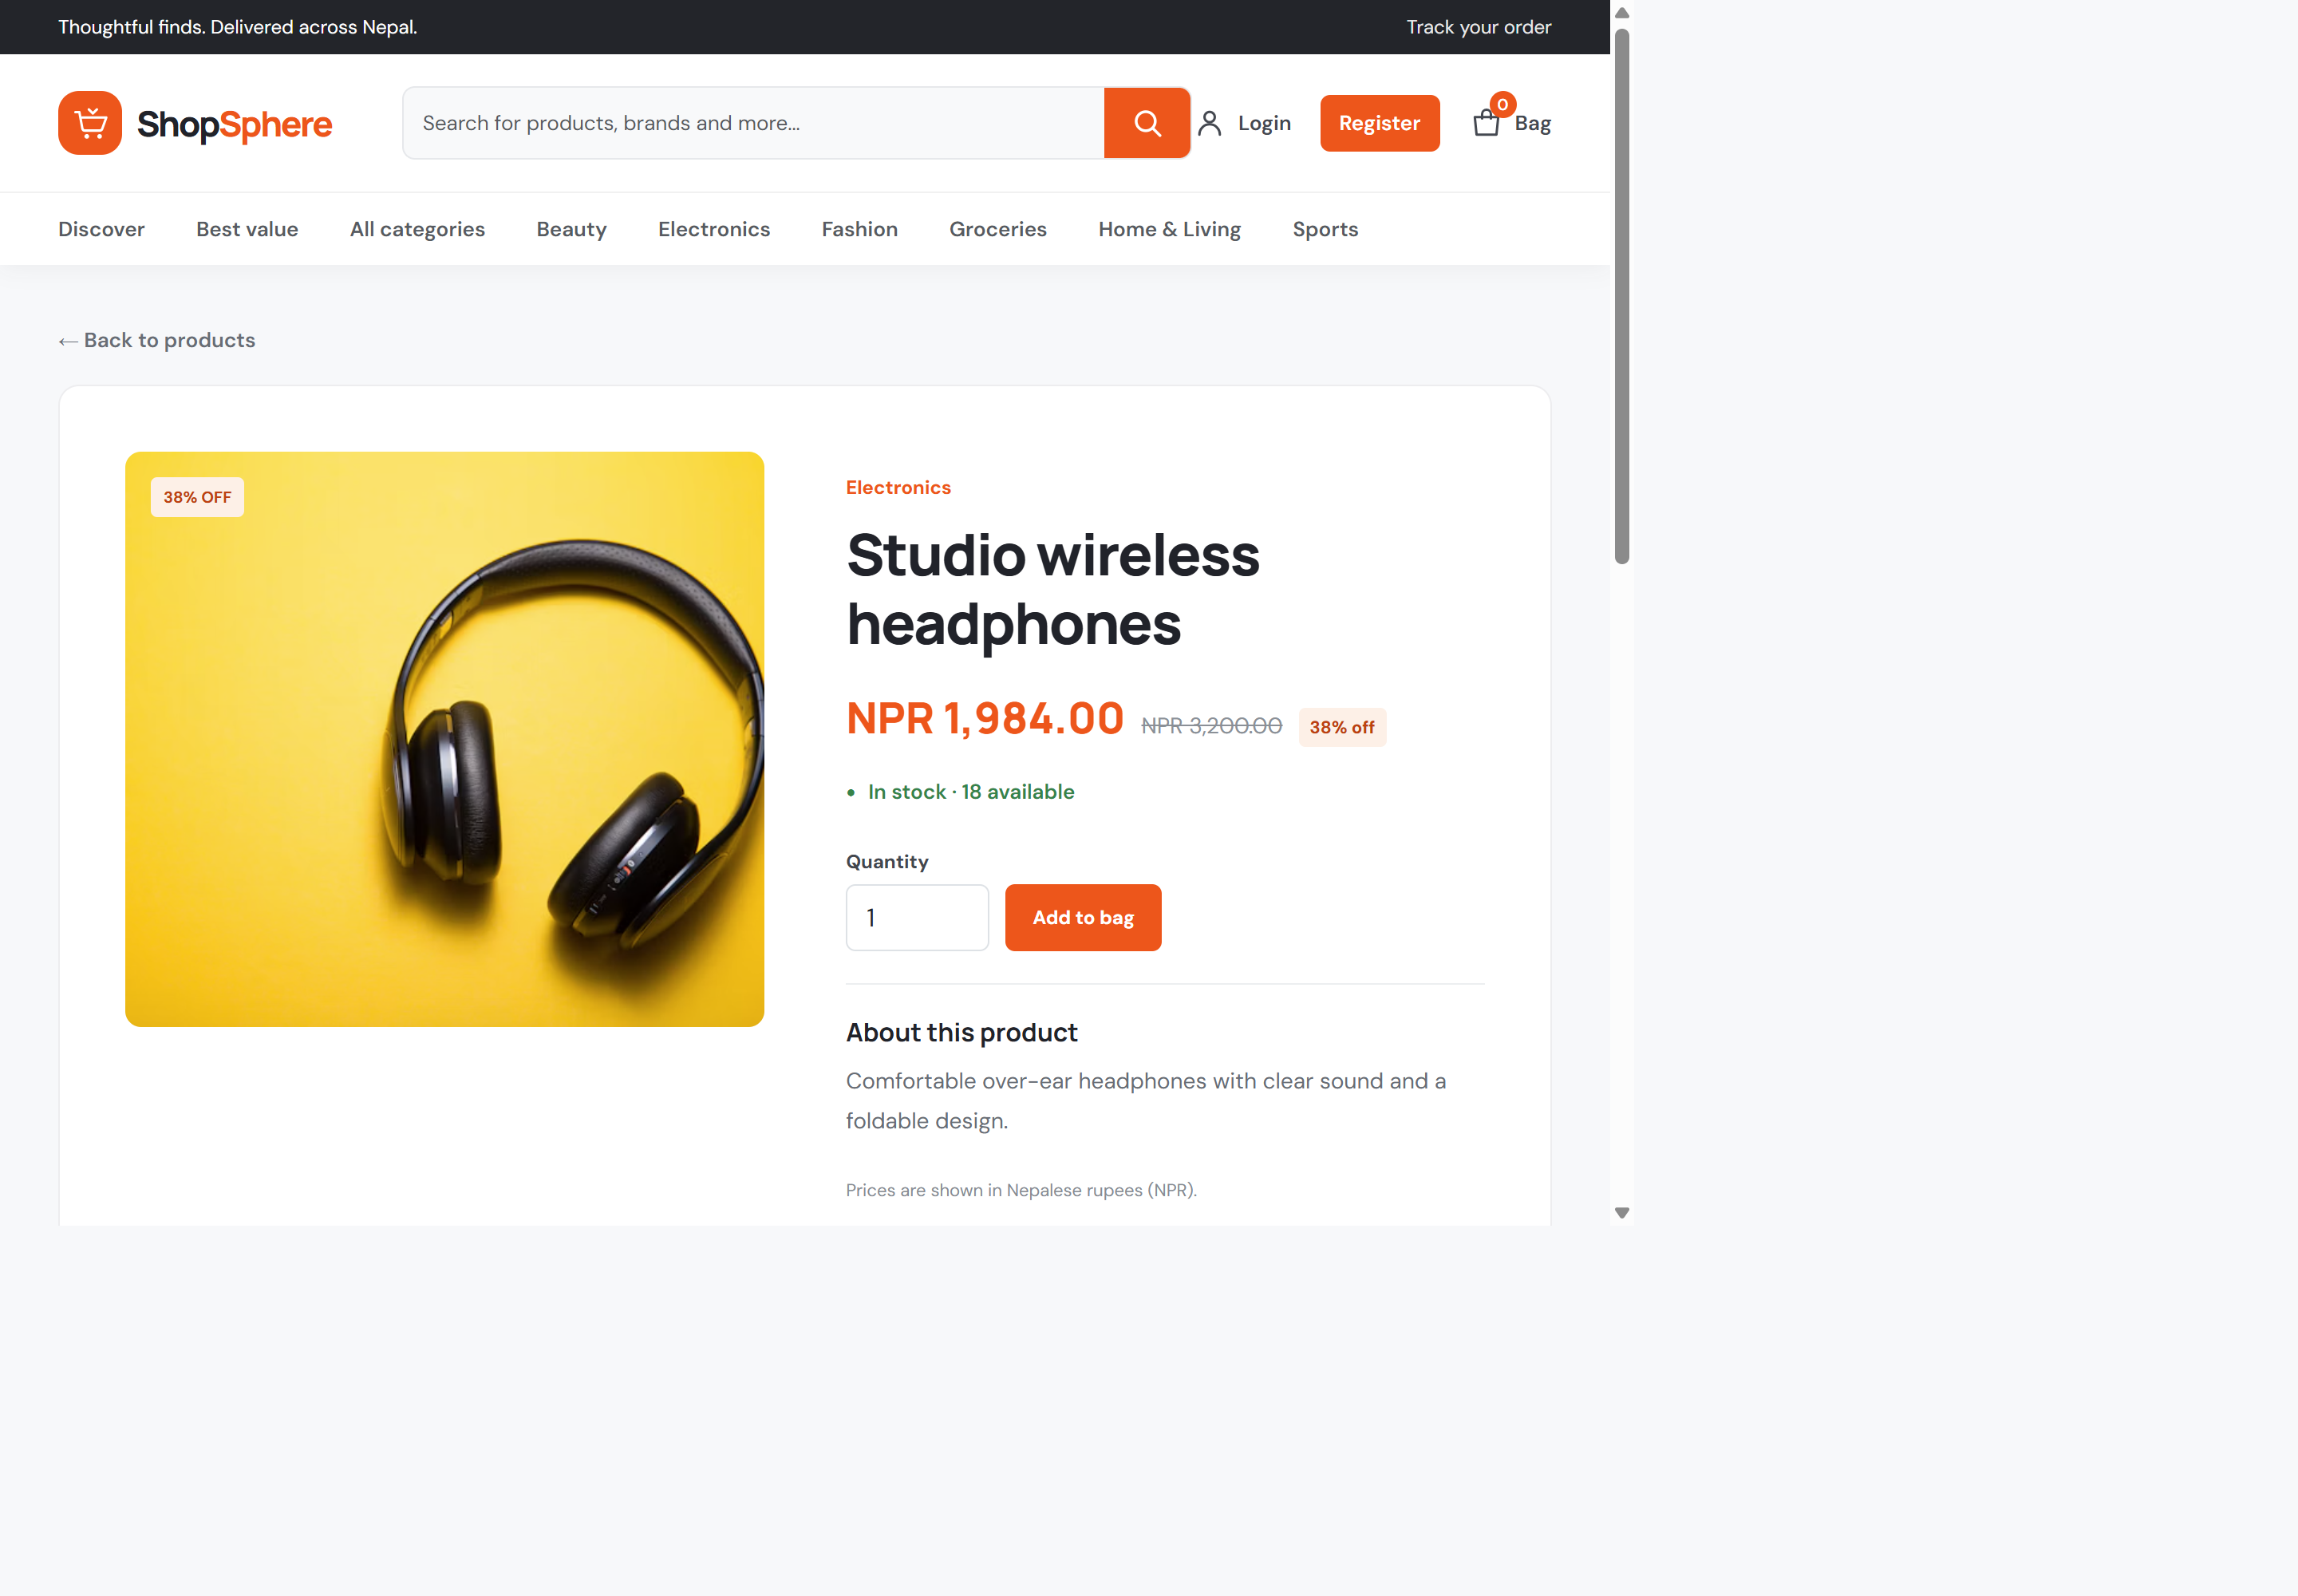 Thoughtful finds. Delivered across Nepal.
Track your order
ShopSphere
Search for products, brands and more...
Login
Register
0
Bag
Discover
Best value
All categories
Beauty
Electronics
Fashion
Groceries
Home & Living
Sports
← Back to products
38% OFF
Electronics
Studio wireless
headphones
NPR 1,984.00 NPR 3,200.00 38% off
• In stock · 18 available
Quantity
1
Add to bag
About this product
Comfortable over-ear headphones with clear sound and a
foldable design.
Prices are shown in Nepalese rupees (NPR).